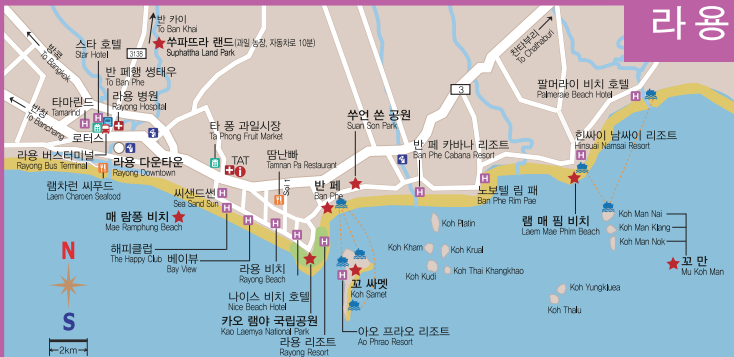 라용
반 카이
To Ban Khai
스타 호텔
Star Hotel
3138
쑤파뜨라 랜드(과일 농장, 자동차로 10분)
Suphattha Land Park
방콕
To Bangkok
찬타부리
To Chathaburi
반 페행 썽태우
To Ban Phe
라용 병원
Rayong Hospital
타마린드
Tamarind
반청
To Bancheng
로터스
3
팔머라이 비치 호텔
Palmeraie Beach Hotel
쑤언 쏜 공원
Suan Son Park
타 퐁 과일시장
Ta Phong Fruit Market
반 페 카바나 리조트
Ban Phe Cabana Resort
힌싸이 남싸이 리조트
Hinsuai Namsai Resort
라용 버스터미널
Rayong Bus Terminal
라용 다운타운
Rayong Downtown
TAT
땀난빠
Tamnan Pa Restaurant
램차런 씨푸드
Laem Charoen Seafood
씨샌드썬
Sea Sand Sun
Soi 1
반 페
Ban Phe
노보텔 림 패
Ban Phe Rim Pae
매 람퐁 비치
Mae Ramphung Beach
램 매 핌 비치
Laem Mae Phim Beach
해피클럽
The Happy Club
베이뷰
Bay View
라용 비치
Rayong Beach
나이스 비치 호텔
Nice Beach Hotel
카오 램야 국립공원
Kao Laemya National Park
라용 리조트
Rayong Resort
꼬 싸멧
Koh Samet
아오 프라오 리조트
Ao Phrao Resort
Koh Platin
Koh Kham
Koh Krual
Koh Kudi
Koh Thai Khangkhao
Koh Man Nai
Koh Man Klang
Koh Man Nok
꼬 만
Mu Koh Man
Koh Yungkluea
Koh Thalu
N
S
2km